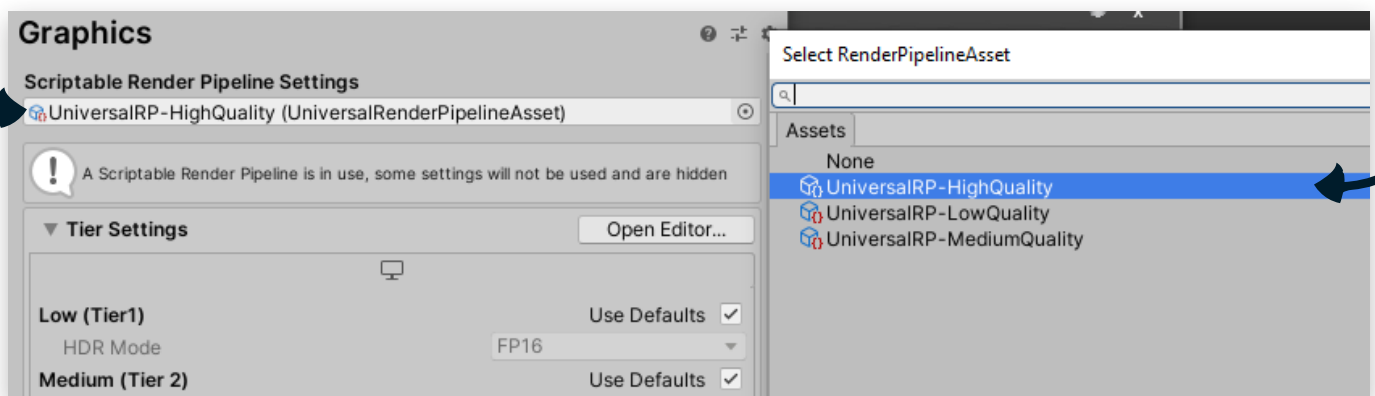 Graphics
Scriptable Render Pipeline Settings
UniversalRP-HighQuality (UniversalRenderPipelineAsset)
A Scriptable Render Pipeline is in use, some settings will not be used and are hidden
Tier Settings
Open Editor...
Low (Tier1)
Use Defaults
HDR Mode
FP16
Medium (Tier 2)
Use Defaults
Select RenderPipelineAsset
Assets
None
UniversalRP-HighQuality
UniversalRP-LowQuality
UniversalRP-MediumQuality